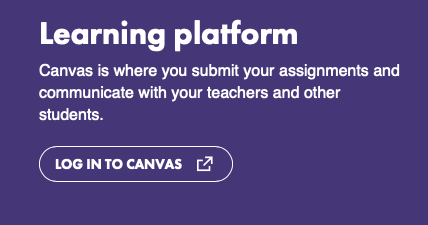 Learning platform
Canvas is where you submit your assignments and
communicate with your teachers and other
students.
LOG IN TO CANVAS